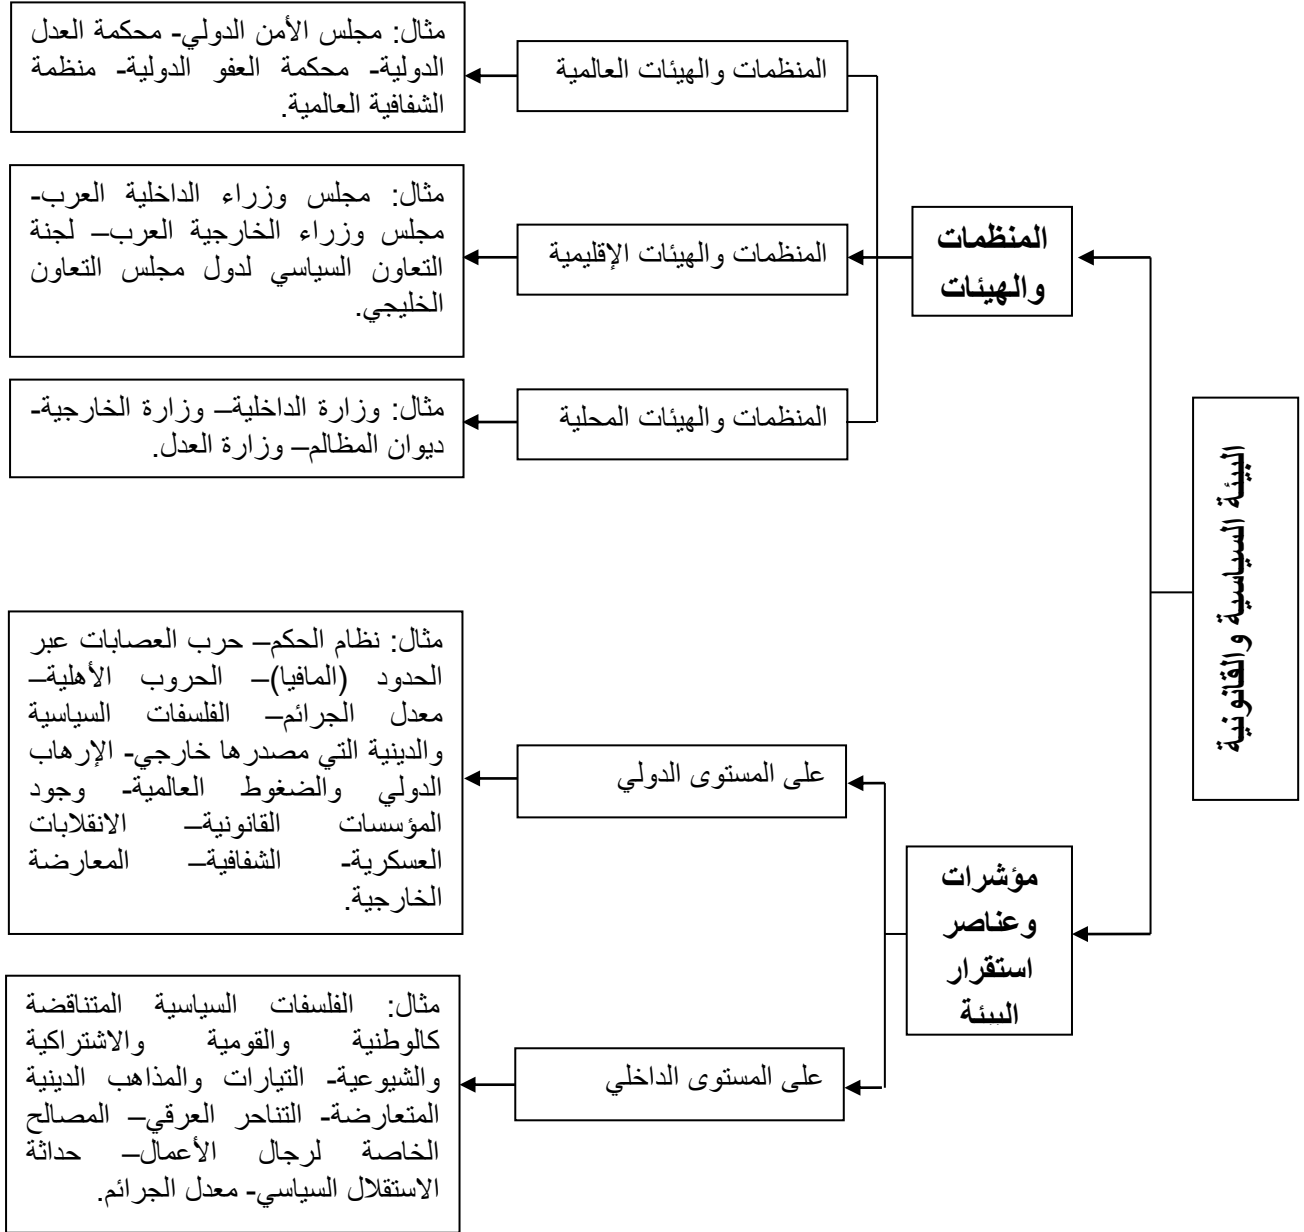 البيئة السياسية والقانونية
المنظمات
والهيئات
المنظمات والهيئات العالمية
مثال: مجلس الأمن الدولي- محكمة العدل
الدولية- محكمة العفو الدولية- منظمة
الشفافية العالمية.
المنظمات والهيئات الإقليمية
مثال: مجلس وزراء الداخلية العرب-
مجلس وزراء الخارجية العرب– لجنة
التعاون السياسي لدول مجلس التعاون
الخليجي.
المنظمات والهيئات المحلية
مثال: وزارة الداخلية– وزارة الخارجية-
ديوان المظالم– وزارة العدل.
مؤشرات
وعناصر
استقرار
البيئة
على المستوى الدولي
مثال: نظام الحكم– حرب العصابات عبر
الحدود (المافيا)– الحروب الأهلية–
معدل الجرائم– الفلسفات السياسية
والدينية التي مصدرها خارجي- الإرهاب
الدولي والضغوط العالمية- وجود
المؤسسات القانونية– الانقلابات
العسكرية- الشفافية– المعارضة
الخارجية.
على المستوى الداخلي
مثال: الفلسفات السياسية المتناقضة
كالوطنية والقومية والاشتراكية
والشيوعية- التيارات والمذاهب الدينية
المتعارضة- التناحر العرقي– المصالح
الخاصة لرجال الأعمال– حداثة
الاستقلال السياسي- معدل الجرائم.